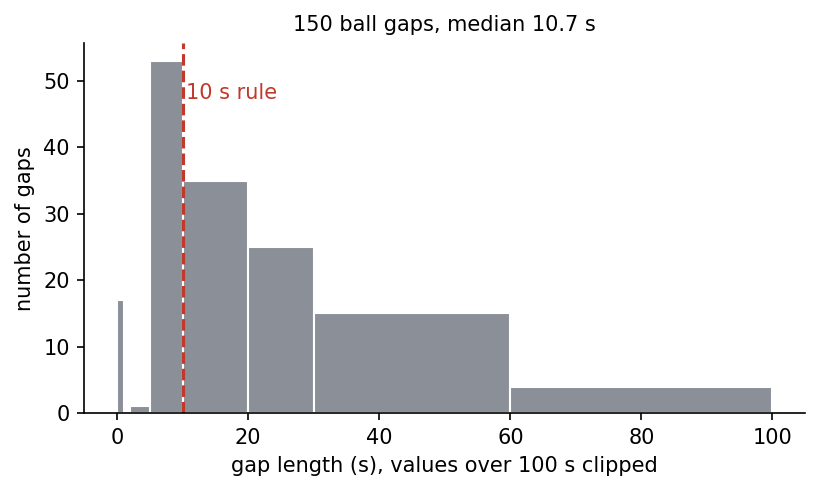 150 ball gaps, median 10.7 s
10 s rule
number of gaps
50
40
30
20
10
0
0 20 40 60 80 100
gap length (s), values over 100 s clipped